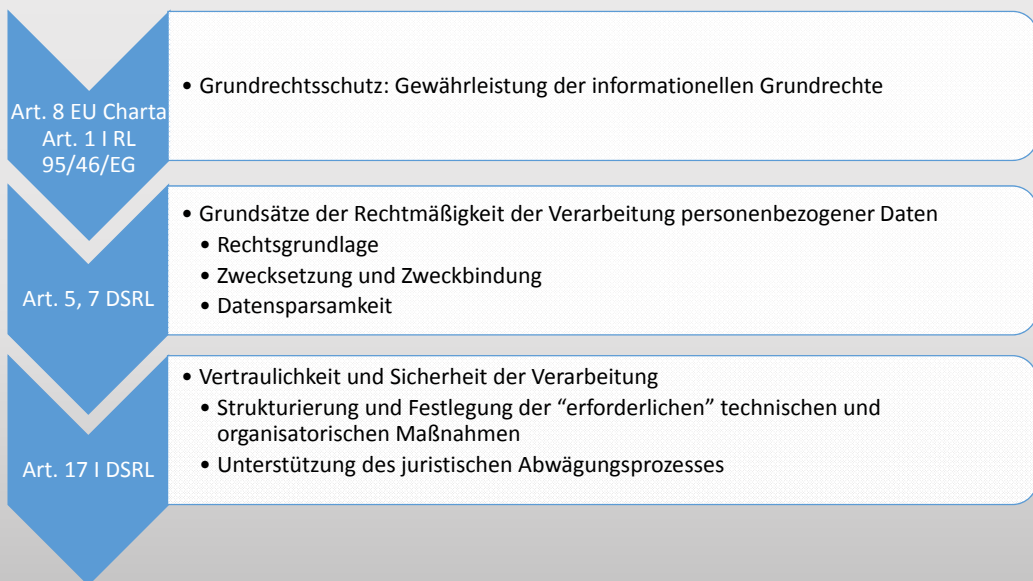 Art. 8 EU Charta
Art. 1 I RL
95/46/EG
• Grundrechtsschutz: Gewährleistung der informationellen Grundrechte
Art. 5, 7 DSRL
• Grundsätze der Rechtmäßigkeit der Verarbeitung personenbezogener Daten
• Rechtsgrundlage
• Zwecksetzung und Zweckbindung
• Datensparsamkeit
Art. 17 I DSRL
• Vertraulichkeit und Sicherheit der Verarbeitung
• Strukturierung und Festlegung der “erforderlichen” technischen und
organisatorischen Maßnahmen
• Unterstützung des juristischen Abwägungsprozesses